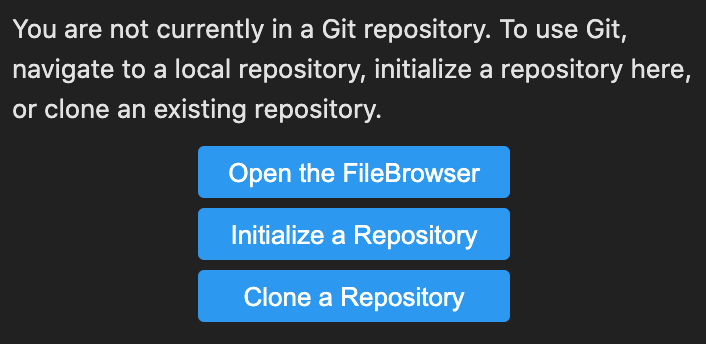 You are not currently in a Git repository. To use Git,
navigate to a local repository, initialize a repository here,
or clone an existing repository.
Open the FileBrowser
Initialize a Repository
Clone a Repository